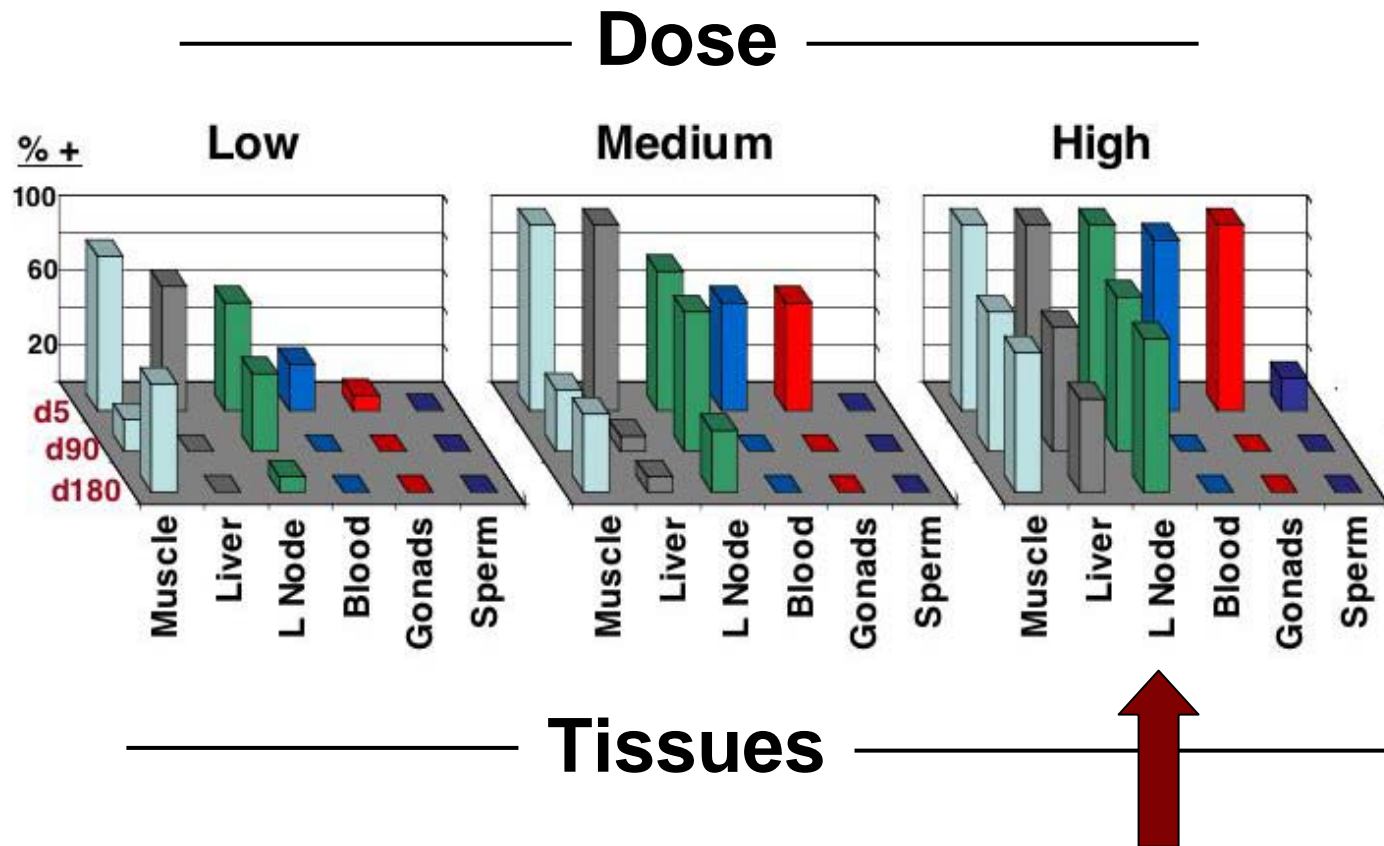 Dose
Low Medium High
% +
100
60
20
d5
d90
d180
Muscle Liver L Node Blood Gonads Sperm
Muscle Liver L Node Blood Gonads Sperm
Muscle Liver L Node Blood Gonads Sperm
Tissues